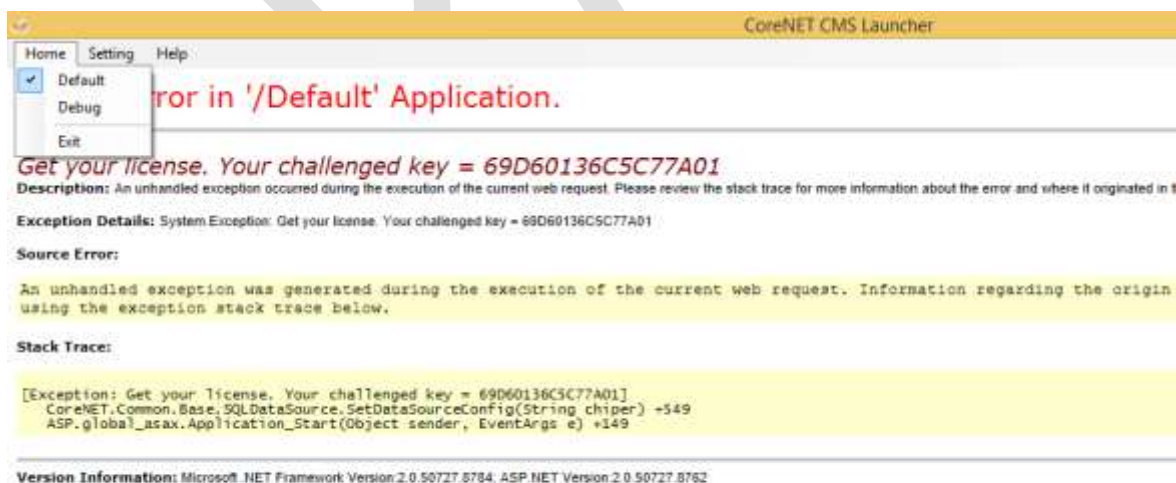 CoreNET CMS Launcher
Home Setting Help
Default
Debug
Exit
ror in '/Default' Application.
Get your license. Your challenged key = 69D60136C5C77A01
Description: An unhandled exception occurred during the execution of the current web request. Please review the stack trace for more information about the error and where it originated in
Exception Details: System.Exception: Get your license. Your challenged key = 69D60136C5C77A01
Source Error:
An unhandled exception was generated during the execution of the current web request. Information regarding the origin
using the exception stack trace below.
Stack Trace:
[Exception: Get your license. Your challenged key = 69D60136C5C77A01]
CoreNET.Common.Base.SQLDataSource.SetDataSourceConfig(String chiper) +549
ASP.global_asax.Application_Start(Object sender, EventArgs e) +149
Version Information: Microsoft .NET Framework Version:2.0.50727.8784; ASP.NET Version:2.0.50727.8762